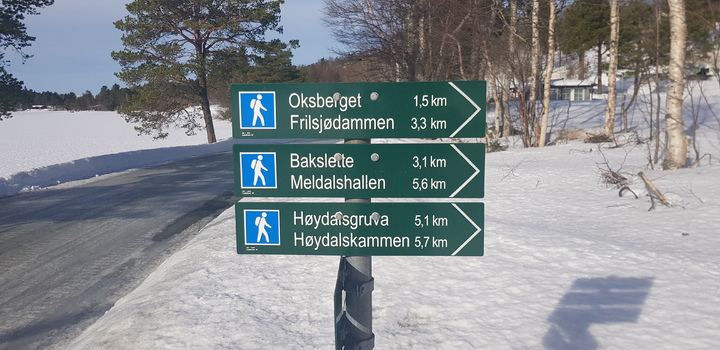 Oksberget 1,5 km
Frilsjødammen 3,3 km
Bakslette 3,1 km
Meldalshallen 5,6 km
Høydalsgruva 5,1 km
Høydalskammen 5,7 km